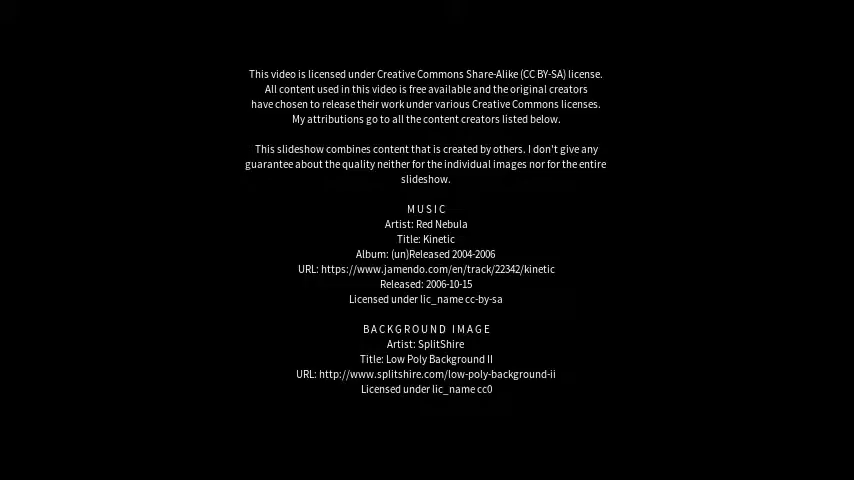 This video is licensed under Creative Commons Share-Alike (CC BY-SA) license.
All content used in this video is free available and the original creators
have chosen to release their work under various Creative Commons licenses.
My attributions go to all the content creators listed below.
This slideshow combines content that is created by others. I don't give any
guarantee about the quality neither for the individual images nor for the entire
slideshow.
MUSIC
Artist: Red Nebula
Title: Kinetic
Album: (un)Released 2004-2006
URL: https://www.jamendo.com/en/track/22342/kinetic
Released: 2006-10-15
Licensed under lic_name cc-by-sa
BACKGROUND IMAGE
Artist: SplitShire
Title: Low Poly Background II
URL: http://www.splitshire.com/low-poly-background-ii
Licensed under lic_name cc0